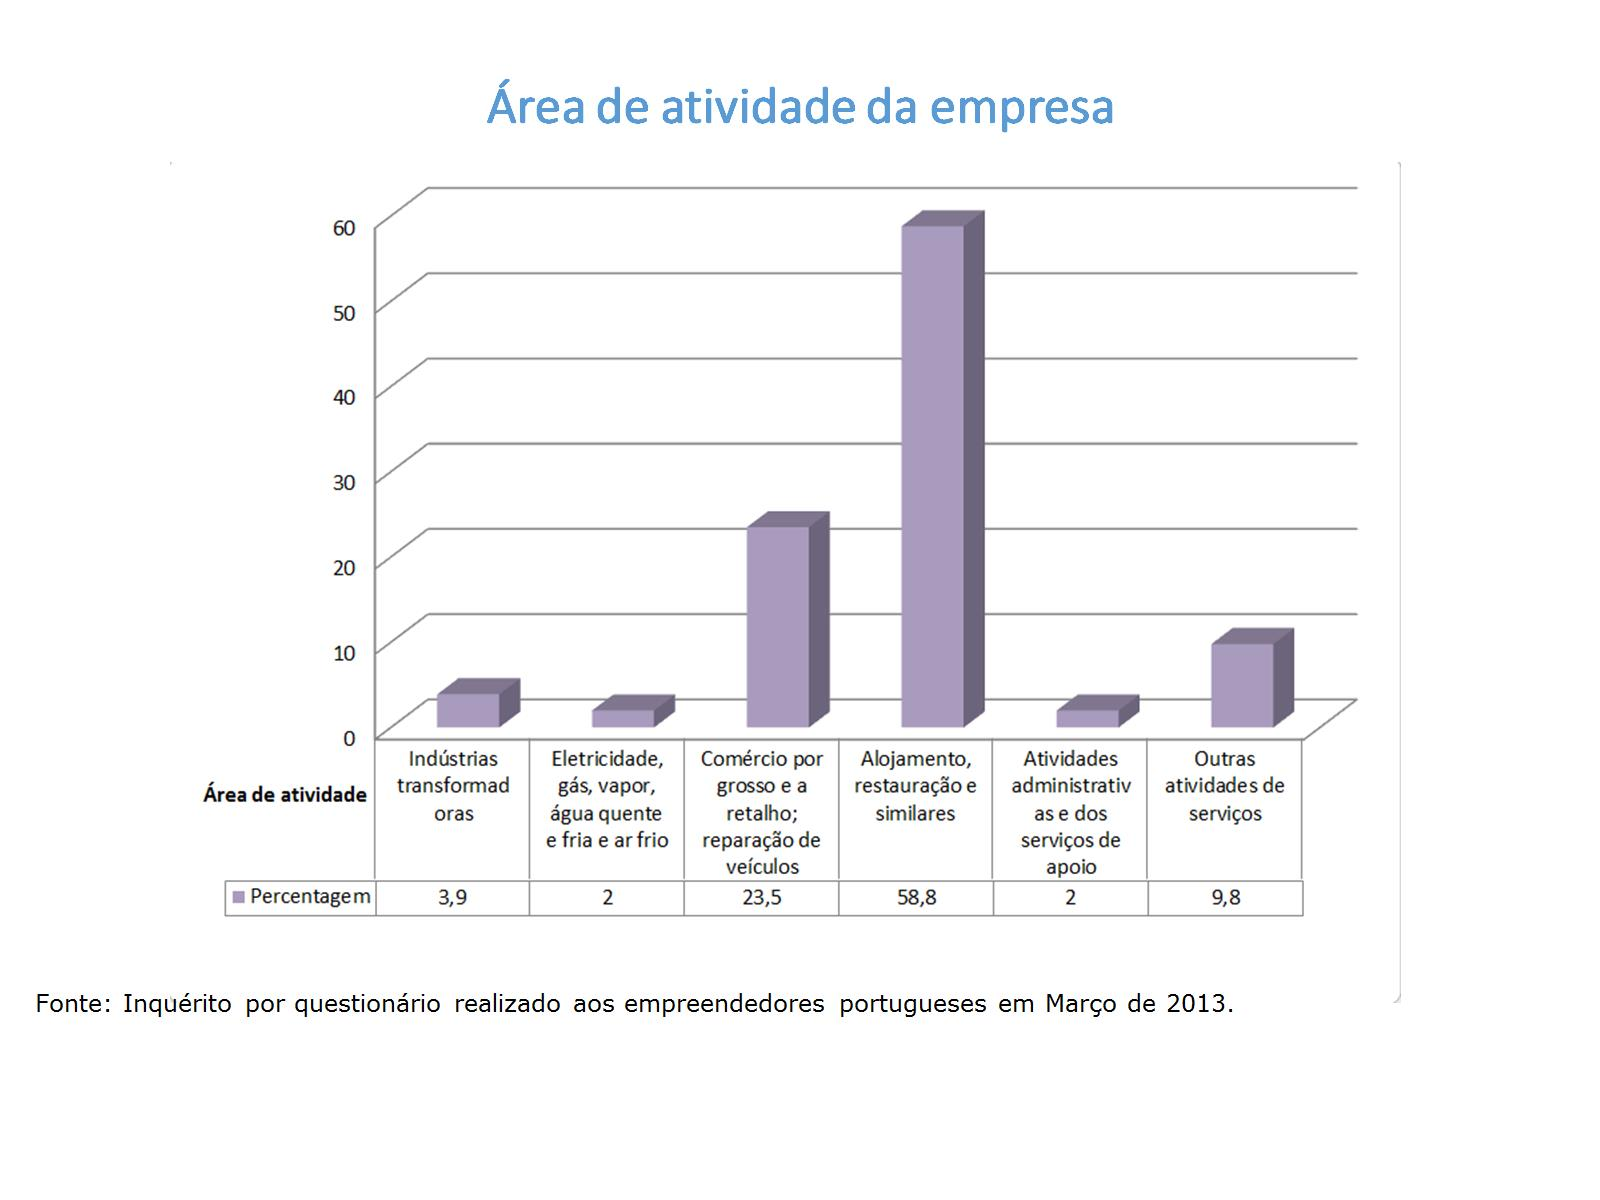 Área de atividade da empresa
60
50
40
30
20
10
0
Área de atividade
Indústrias
transformad
oras
Eletricidade,
gás, vapor,
água quente
e fria e ar frio
Comércio por
grosso e a
retalho;
reparação de
veículos
Alojamento,
restauração e
similares
Atividades
administrativ
as e dos
serviços de
apoio
Outras
atividades de
serviços
Percentagem 3,9 2 23,5 58,8 2 9,8
Fonte: Inquérito por questionário realizado aos empreendedores portugueses em Março de 2013.